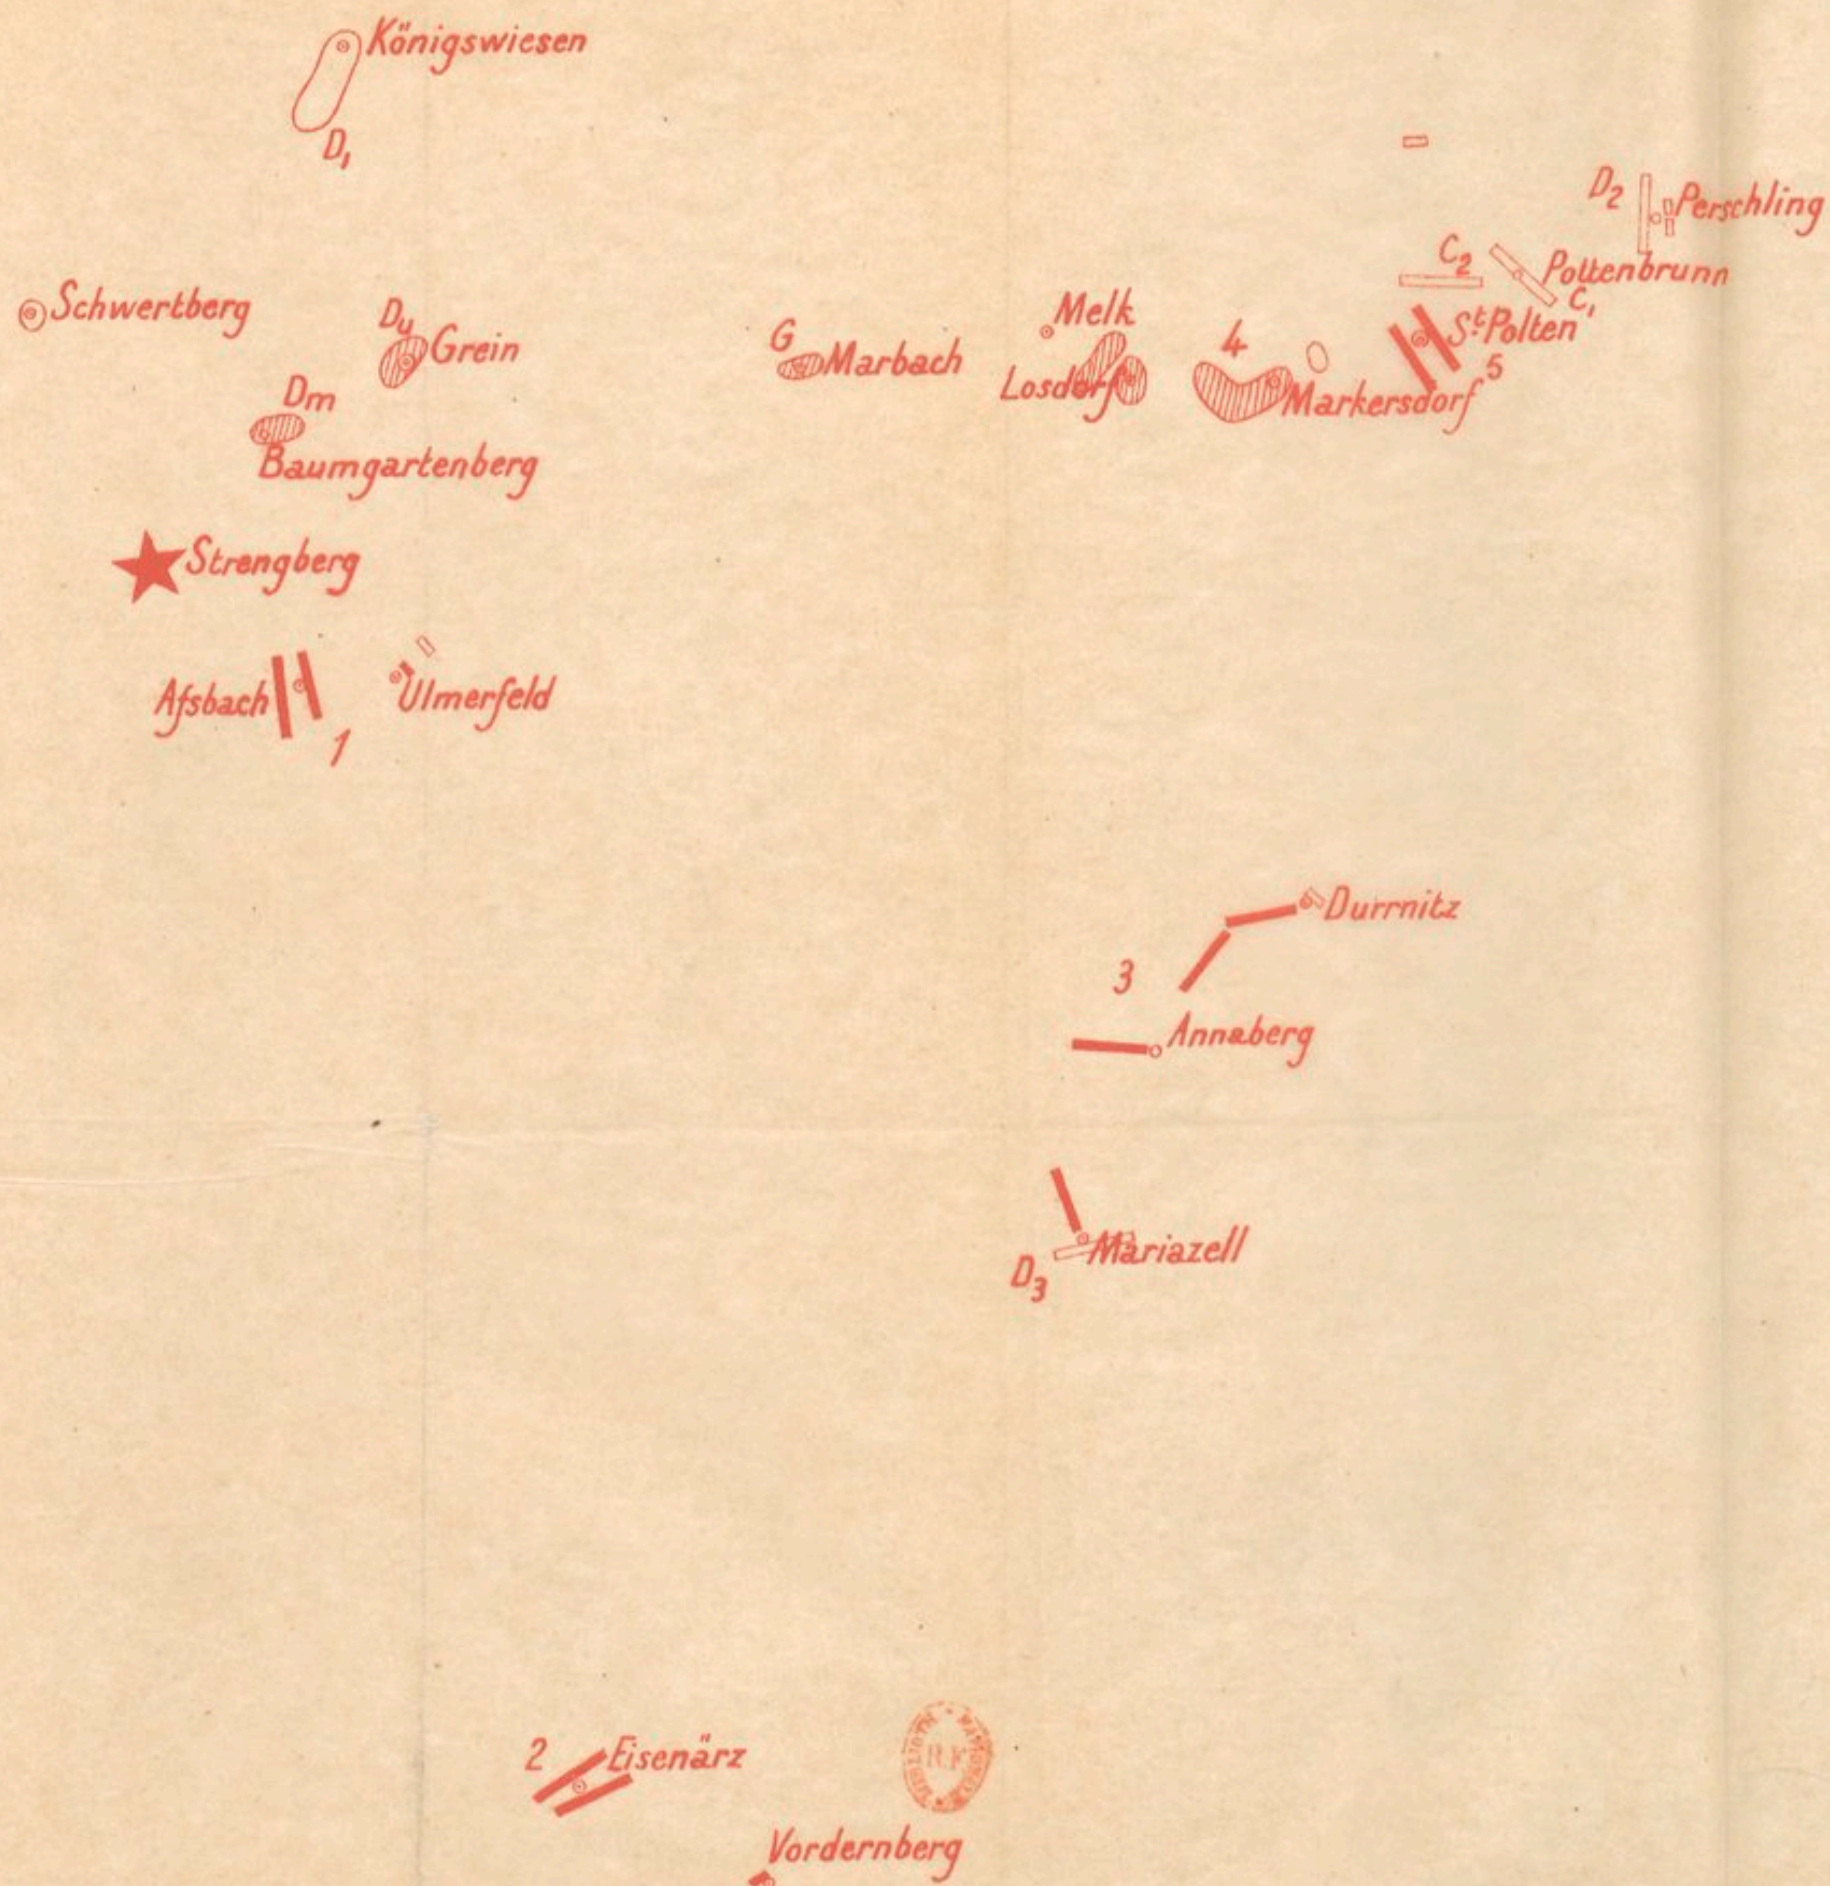 Königswiesen
D1
D2
Perschling
C2
Pottenbrunn
C1
Schwertberg
Du
Grein
G
Marbach
Melk
Losdorf
4
Markersdorf
St. Polten
5
Dm
Baumgartenberg
Strengberg
Afsbach
1
Ulmerfeld
Durrnitz
3
Annaberg
Mariazell
D3
2
Eisenärz
R.F.
Vordernberg